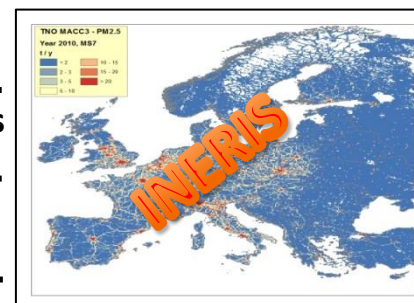 TNO MACC3 - PM2.5
Year 2010, MS7
t / y
< 2
2 - 3
3 - 5
5 - 10
10 - 15
15 - 20
> 20
INERIS
s